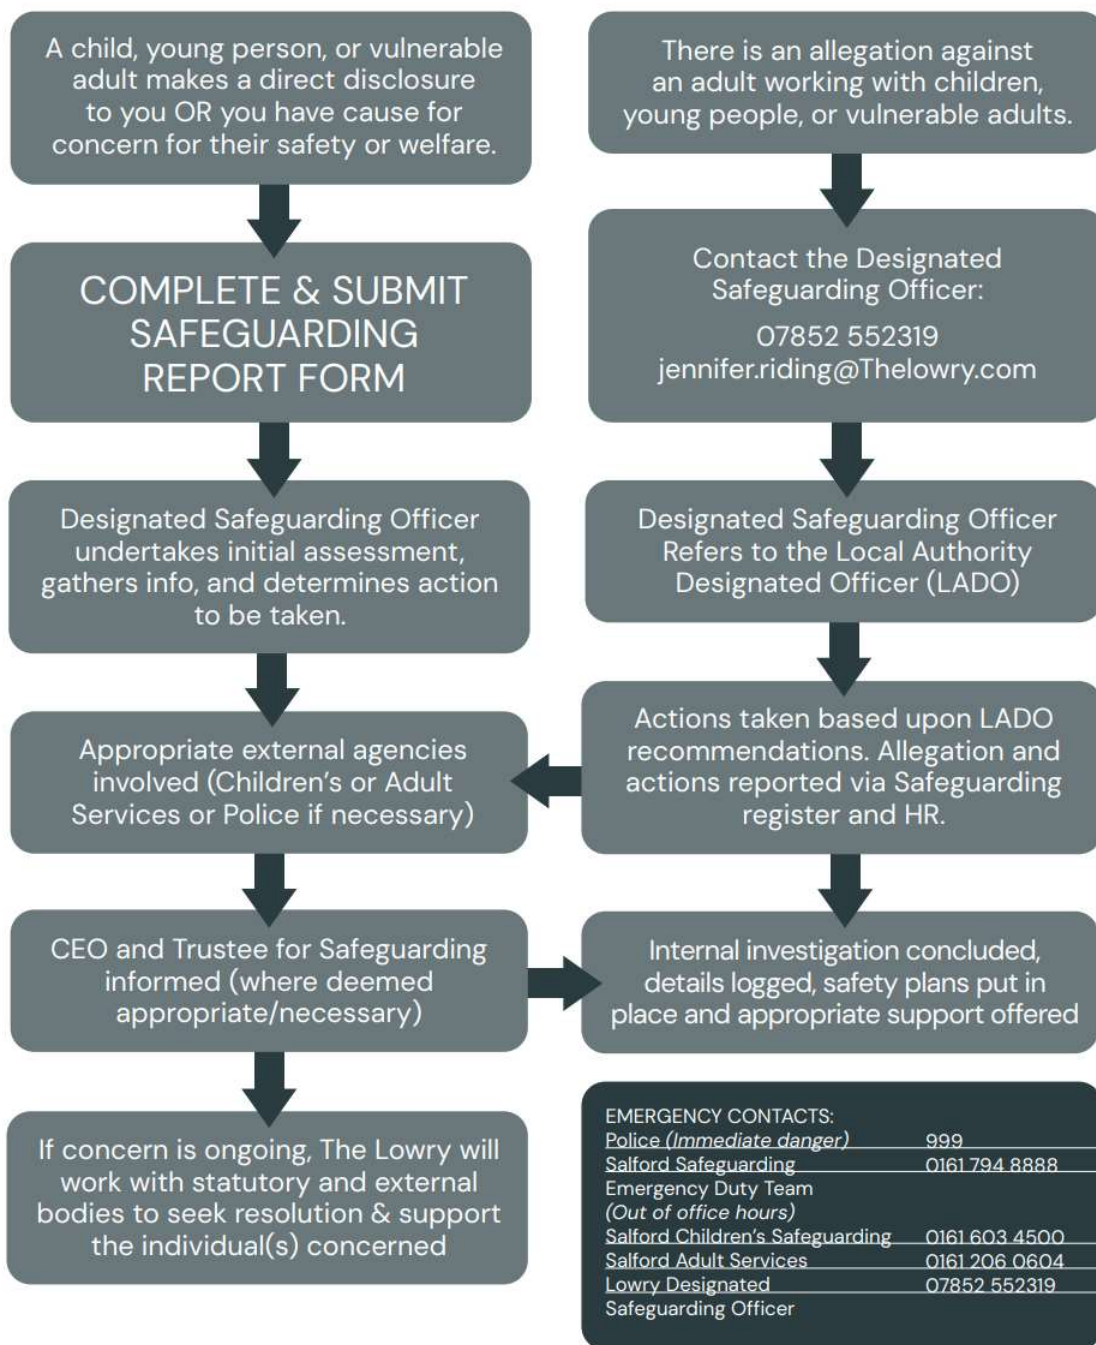 A child, young person, or vulnerable
adult makes a direct disclosure
to you OR you have cause for
concern for their safety or welfare.
COMPLETE & SUBMIT
SAFEGUARDING
REPORT FORM
Designated Safeguarding Officer
undertakes initial assessment,
gathers info, and determines action
to be taken.
Appropriate external agencies
involved (Children's or Adult
Services or Police if necessary)
CEO and Trustee for Safeguarding
informed (where deemed
appropriate/necessary)
If concern is ongoing, The Lowry will
work with statutory and external
bodies to seek resolution & support
the individual(s) concerned
There is an allegation against
an adult working with children,
young people, or vulnerable adults.
Contact the Designated
Safeguarding Officer:
07852 552319
jennifer.riding@Thelowry.com
Designated Safeguarding Officer
Refers to the Local Authority
Designated Officer (LADO)
Actions taken based upon LADO
recommendations. Allegation and
actions reported via Safeguarding
register and HR.
Internal investigation concluded,
details logged, safety plans put in
place and appropriate support offered
EMERGENCY CONTACTS:
Police (Immediate danger) 999
Salford Safeguarding 0161 794 8888
Emergency Duty Team
(Out of office hours)
Salford Children's Safeguarding 0161 603 4500
Salford Adult Services 0161 206 0604
Lowry Designated 07852 552319
Safeguarding Officer